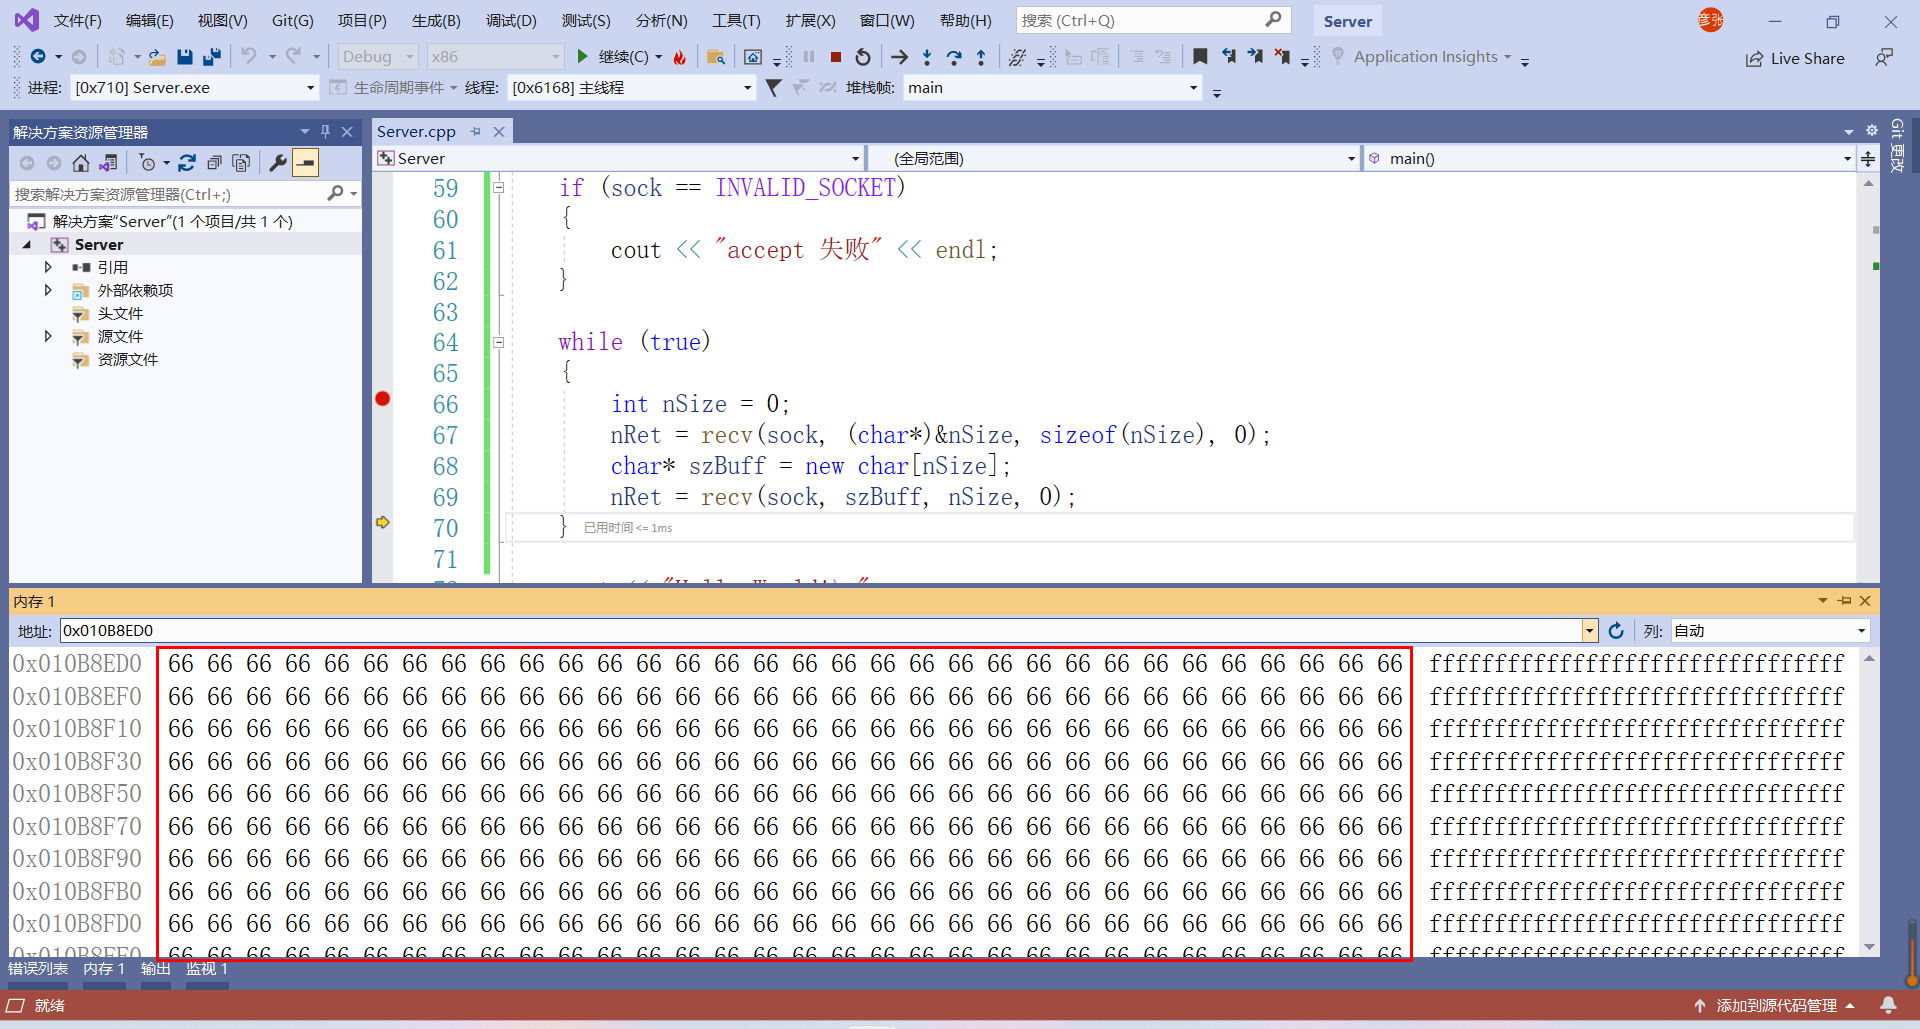 文件(F) 编辑(E) 视图(V) Git(G) 项目(P) 生成(B) 调试(D) 测试(S) 分析(N) 工具(T) 扩展(X) 窗口(W) 帮助(H) 搜索 (Ctrl+Q) Server 彦张
Debug x86 继续(C) Application Insights Live Share
进程: [0x710] Server.exe 生命周期事件 线程: [0x6168] 主线程 堆栈帧: main
解决方案资源管理器
搜索解决方案资源管理器(Ctrl+;)
解决方案"Server"(1 个项目/共 1 个)
Server
引用
外部依赖项
头文件
源文件
资源文件
Server.cpp
Server (全局范围) main()
Git 更改
59 if (sock == INVALID_SOCKET)
60 {
61 cout << "accept 失败" << endl;
62 }
63
64 while (true)
65 {
66 int nSize = 0;
67 nRet = recv(sock, (char*)&nSize, sizeof(nSize), 0);
68 char* szBuff = new char[nSize];
69 nRet = recv(sock, szBuff, nSize, 0);
70 } 已用时间 <= 1ms
71
内存 1
地址: 0x010B8ED0 列: 自动
0x010B8ED0 66 66 66 66 66 66 66 66 66 66 66 66 66 66 66 66 66 66 66 66 66 66 66 66 66 66 66 66 66 66 66 66 ffffffffffffffffffffffffffffffff
0x010B8EF0 66 66 66 66 66 66 66 66 66 66 66 66 66 66 66 66 66 66 66 66 66 66 66 66 66 66 66 66 66 66 66 66 ffffffffffffffffffffffffffffffff
0x010B8F10 66 66 66 66 66 66 66 66 66 66 66 66 66 66 66 66 66 66 66 66 66 66 66 66 66 66 66 66 66 66 66 66 ffffffffffffffffffffffffffffffff
0x010B8F30 66 66 66 66 66 66 66 66 66 66 66 66 66 66 66 66 66 66 66 66 66 66 66 66 66 66 66 66 66 66 66 66 ffffffffffffffffffffffffffffffff
0x010B8F50 66 66 66 66 66 66 66 66 66 66 66 66 66 66 66 66 66 66 66 66 66 66 66 66 66 66 66 66 66 66 66 66 ffffffffffffffffffffffffffffffff
0x010B8F70 66 66 66 66 66 66 66 66 66 66 66 66 66 66 66 66 66 66 66 66 66 66 66 66 66 66 66 66 66 66 66 66 ffffffffffffffffffffffffffffffff
0x010B8F90 66 66 66 66 66 66 66 66 66 66 66 66 66 66 66 66 66 66 66 66 66 66 66 66 66 66 66 66 66 66 66 66 ffffffffffffffffffffffffffffffff
0x010B8FB0 66 66 66 66 66 66 66 66 66 66 66 66 66 66 66 66 66 66 66 66 66 66 66 66 66 66 66 66 66 66 66 66 ffffffffffffffffffffffffffffffff
0x010B8FD0 66 66 66 66 66 66 66 66 66 66 66 66 66 66 66 66 66 66 66 66 66 66 66 66 66 66 66 66 66 66 66 66 ffffffffffffffffffffffffffffffff
错误列表 内存 1 输出 监视 1
就绪 添加到源代码管理